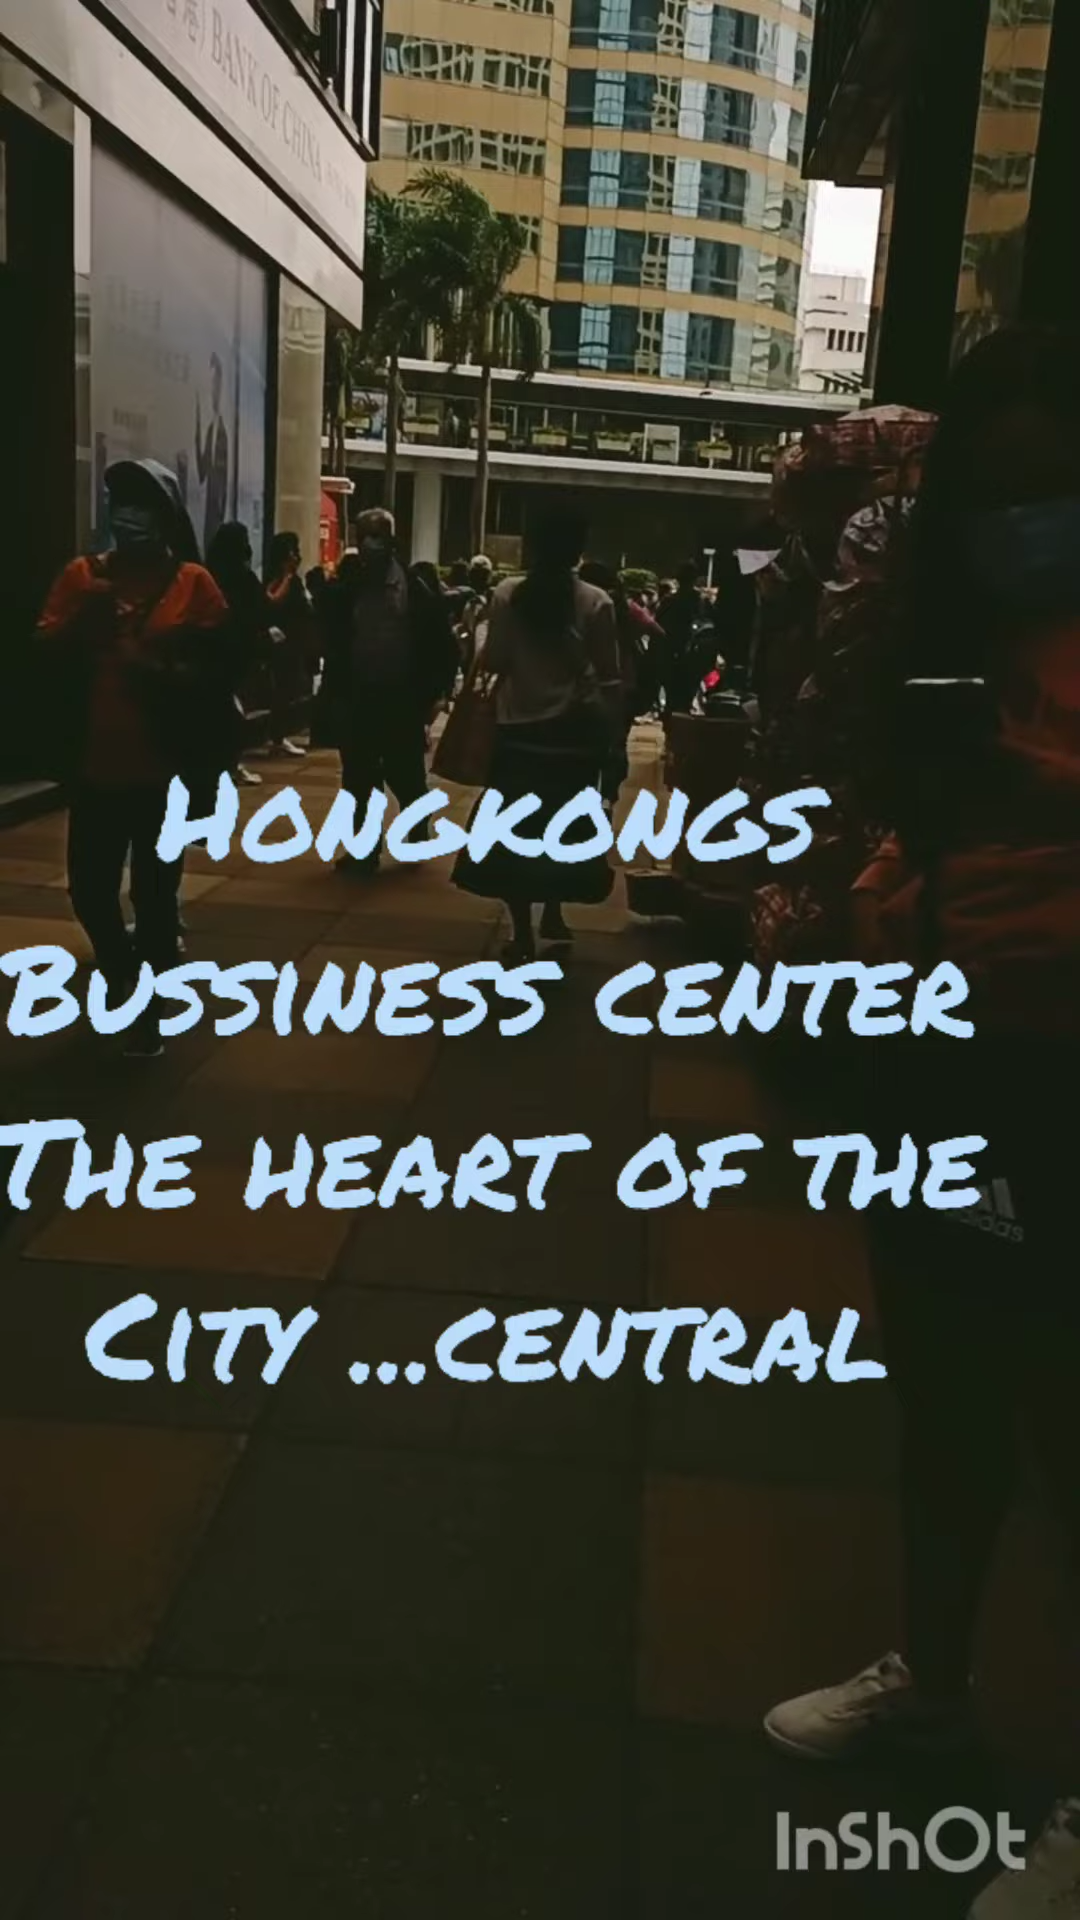 BANK OF CHINA
HONGKONGS
BUSSINESS CENTER
THE HEART OF THE
CITY ...CENTRAL
adidas
InShOt